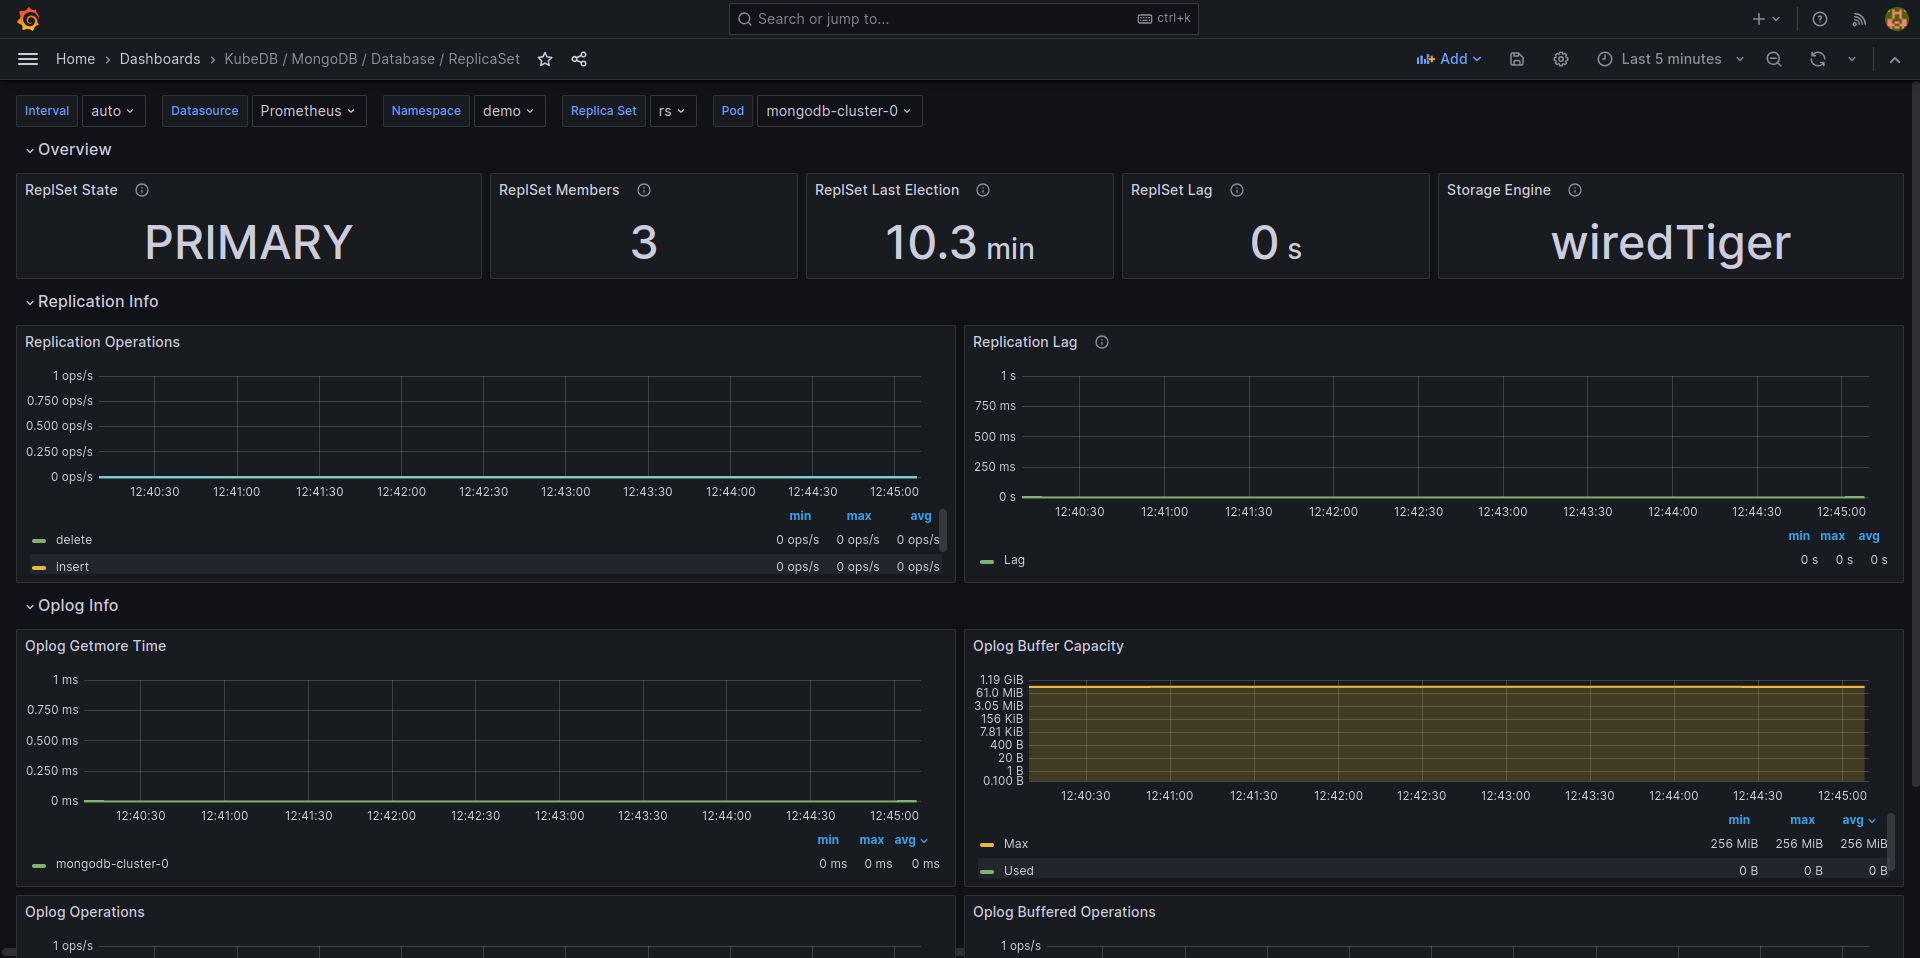 Search or jump to... ctrl+k
Home › Dashboards › KubeDB / MongoDB / Database / ReplicaSet
Add Last 5 minutes
Interval auto Datasource Prometheus Namespace demo Replica Set rs Pod mongodb-cluster-0
Overview
ReplSet State
PRIMARY
ReplSet Members
3
ReplSet Last Election
10.3 min
ReplSet Lag
0 s
Storage Engine
wiredTiger
Replication Info
Replication Operations
1 ops/s
0.750 ops/s
0.500 ops/s
0.250 ops/s
0 ops/s
12:40:30 12:41:00 12:41:30 12:42:00 12:42:30 12:43:00 12:43:30 12:44:00 12:44:30 12:45:00
min max avg
delete 0 ops/s 0 ops/s 0 ops/s
insert 0 ops/s 0 ops/s 0 ops/s
Replication Lag
1 s
750 ms
500 ms
250 ms
0 s
12:40:30 12:41:00 12:41:30 12:42:00 12:42:30 12:43:00 12:43:30 12:44:00 12:44:30 12:45:00
min max avg
Lag 0 s 0 s 0 s
Oplog Info
Oplog Getmore Time
1 ms
0.750 ms
0.500 ms
0.250 ms
0 ms
12:40:30 12:41:00 12:41:30 12:42:00 12:42:30 12:43:00 12:43:30 12:44:00 12:44:30 12:45:00
min max avg
mongodb-cluster-0 0 ms 0 ms 0 ms
Oplog Buffer Capacity
1.19 GiB
61.0 MiB
3.05 MiB
156 KiB
7.81 KiB
400 B
20 B
1 B
0.100 B
12:40:30 12:41:00 12:41:30 12:42:00 12:42:30 12:43:00 12:43:30 12:44:00 12:44:30 12:45:00
min max avg
Max 256 MiB 256 MiB 256 MiB
Used 0 B 0 B 0 B
Oplog Operations
1 ops/s
Oplog Buffered Operations
1 ops/s